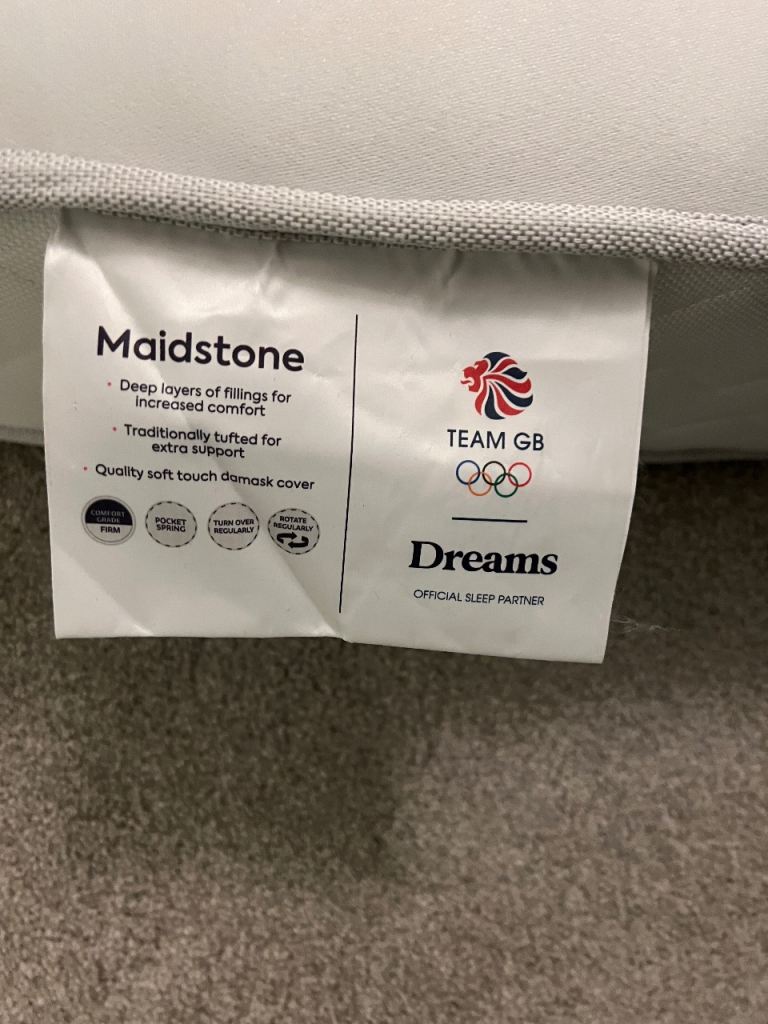 Maidstone
• Deep layers of fillings for
increased comfort
• Traditionally tufted for
extra support
• Quality soft touch damask cover
COMFORT
GRADE
FIRM
POCKET
SPRING
TURN OVER
REGULARLY
ROTATE
REGULARLY
TEAM GB
Dreams
OFFICIAL SLEEP PARTNER